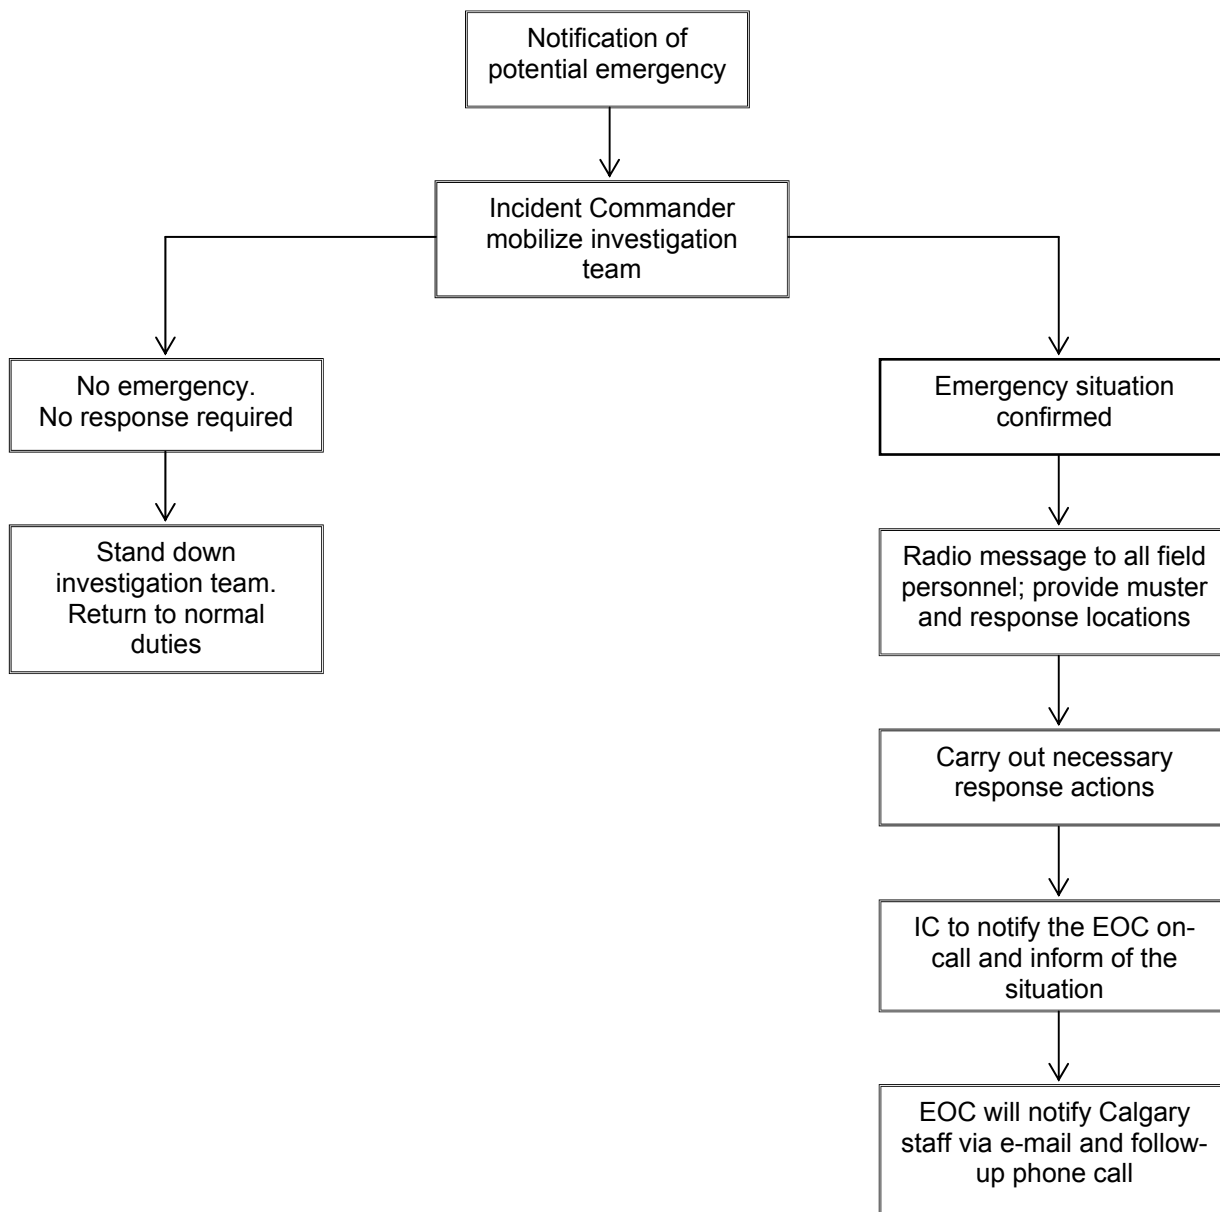 Notification of
potential emergency
Incident Commander
mobilize investigation
team
No emergency.
No response required
Stand down
investigation team.
Return to normal
duties
Emergency situation
confirmed
Radio message to all field
personnel; provide muster
and response locations
Carry out necessary
response actions
IC to notify the EOC on-
call and inform of the
situation
EOC will notify Calgary
staff via e-mail and follow-
up phone call